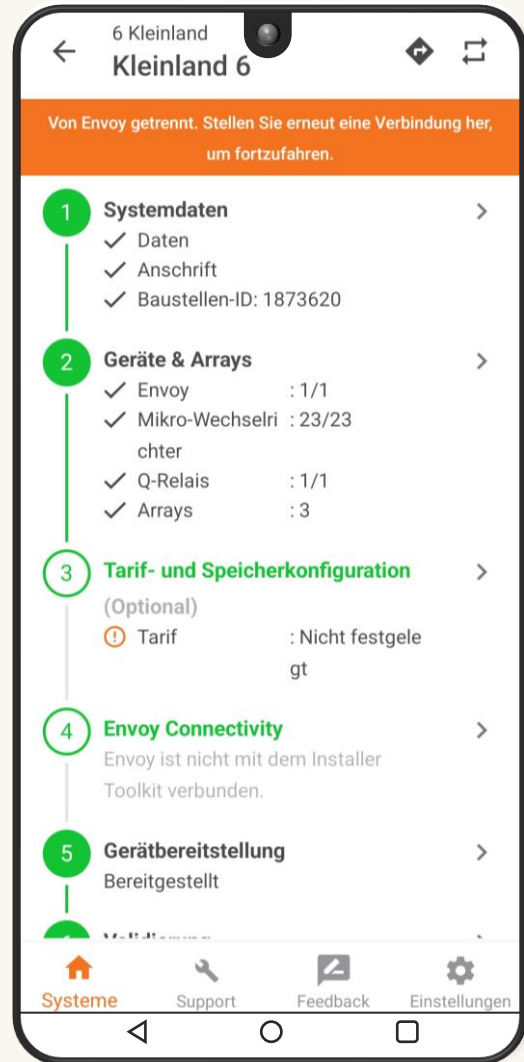 6 Kleinland
Kleinland 6
Von Envoy getrennt. Stellen Sie erneut eine Verbindung her,
um fortzufahren.
1 Systemdaten
Daten
Anschrift
Baustellen-ID: 1873620
2 Geräte & Arrays
Envoy : 1/1
Mikro-Wechselri : 23/23
chter
Q-Relais : 1/1
Arrays : 3
3 Tarif- und Speicherkonfiguration
(Optional)
Tarif : Nicht festgele
gt
4 Envoy Connectivity
Envoy ist nicht mit dem Installer
Toolkit verbunden.
5 Gerätbereitstellung
Bereitgestellt
Systeme Support Feedback Einstellungen